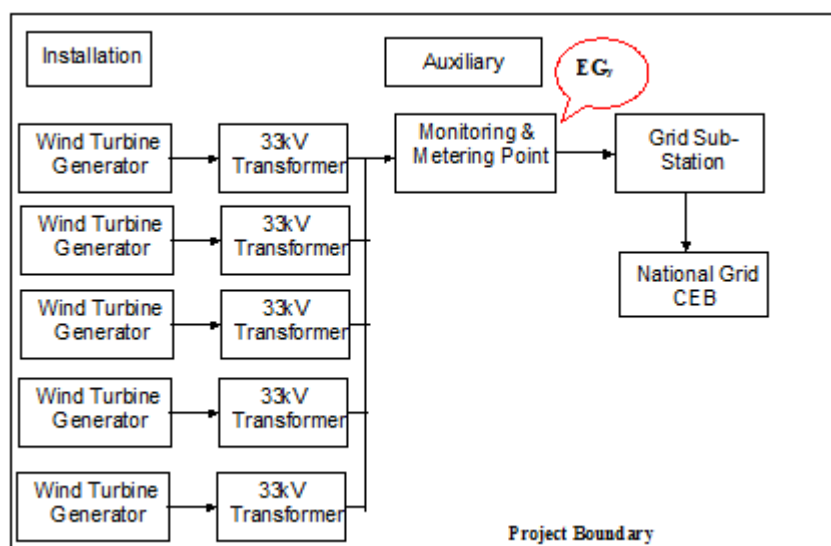 Installation
Auxiliary
EGy
Wind Turbine
Generator
33kV
Transformer
Monitoring &
Metering Point
Grid Sub-
Station
Wind Turbine
Generator
33kV
Transformer
National Grid
CEB
Wind Turbine
Generator
33kV
Transformer
Wind Turbine
Generator
33kV
Transformer
Wind Turbine
Generator
33kV
Transformer
Project Boundary